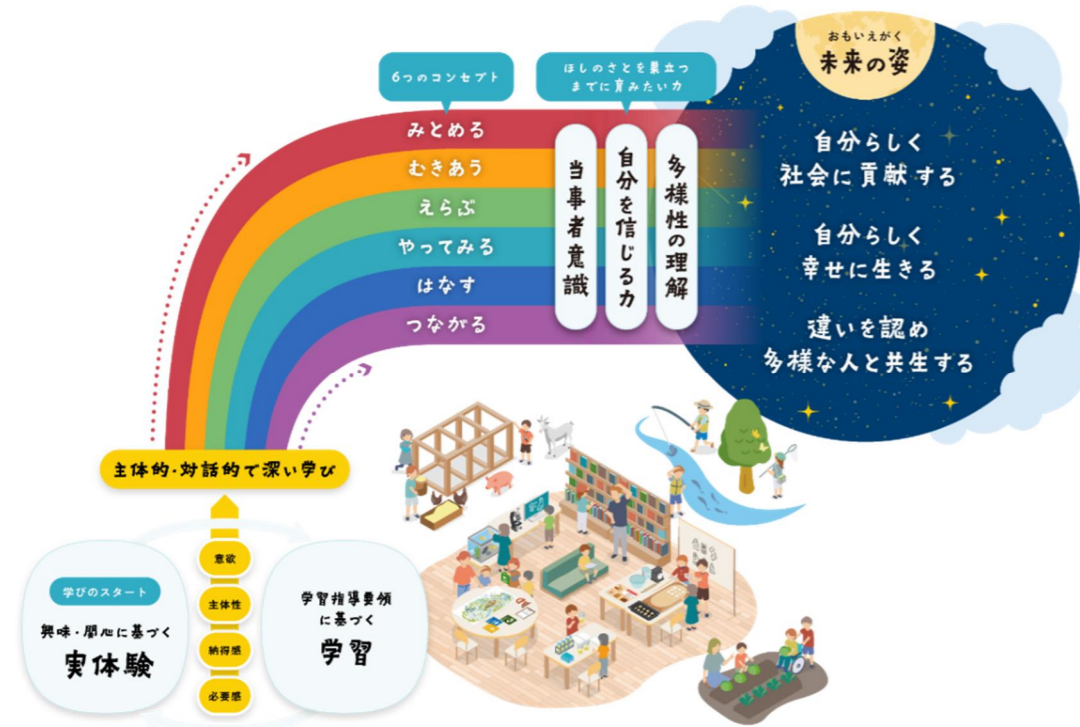 おもいえがく
未来の姿
6つのコンセプト
ほしのさとを巣立つ
までに育みたい力
みとめる
むきあう
えらぶ
やってみる
はなす
つながる
当事者意識
自分を信じる力
多様性の理解
自分らしく
社会に貢献する
自分らしく
幸せに生きる
違いを認め
多様な人と共生する
主体的・対話的で深い学び
意欲
主体性
納得感
必要感
学びのスタート
興味・関心に基づく
実体験
学習指導要領
に基づく
学習